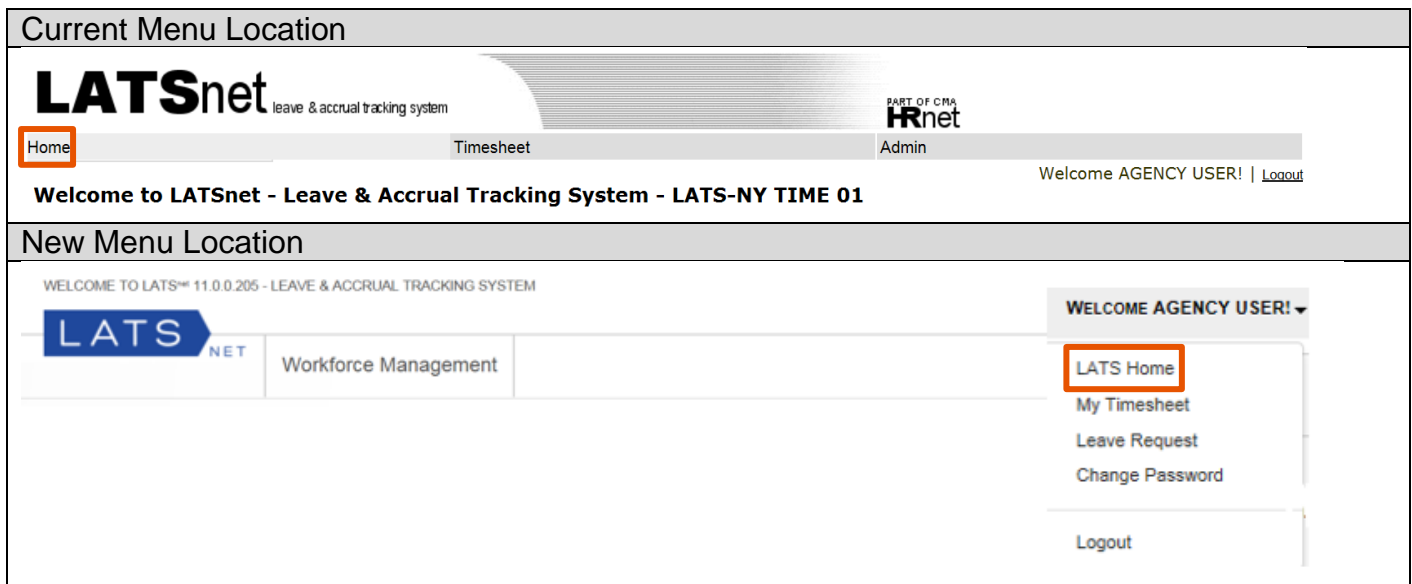 Current Menu Location
LATSnet leave & accrual tracking system
PART OF CMA
HRnet
Home Timesheet Admin
Welcome AGENCY USER! | Logout
Welcome to LATSnet - Leave & Accrual Tracking System - LATS-NY TIME 01
New Menu Location
WELCOME TO LATSnet 11.0.0.205 - LEAVE & ACCRUAL TRACKING SYSTEM
WELCOME AGENCY USER!
LATS NET
Workforce Management
LATS Home
My Timesheet
Leave Request
Change Password
Logout